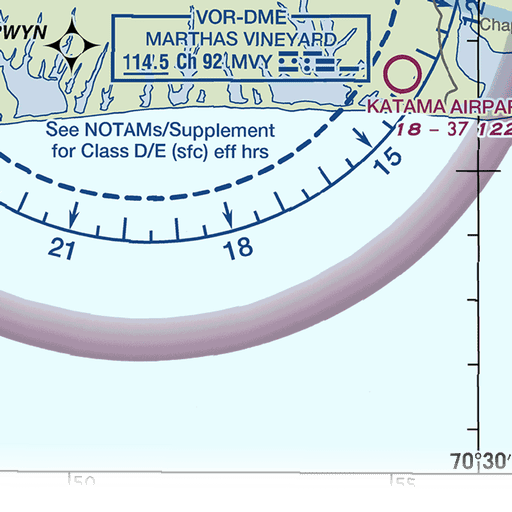 PWYN
VOR-DME
MARTHAS VINEYARD
114.5 Ch 92 MVY
Chap
KATAMA AIRPAR
18 – 37 122
See NOTAMs/Supplement
for Class D/E (sfc) eff hrs
15
21
18
70°30′
50
55